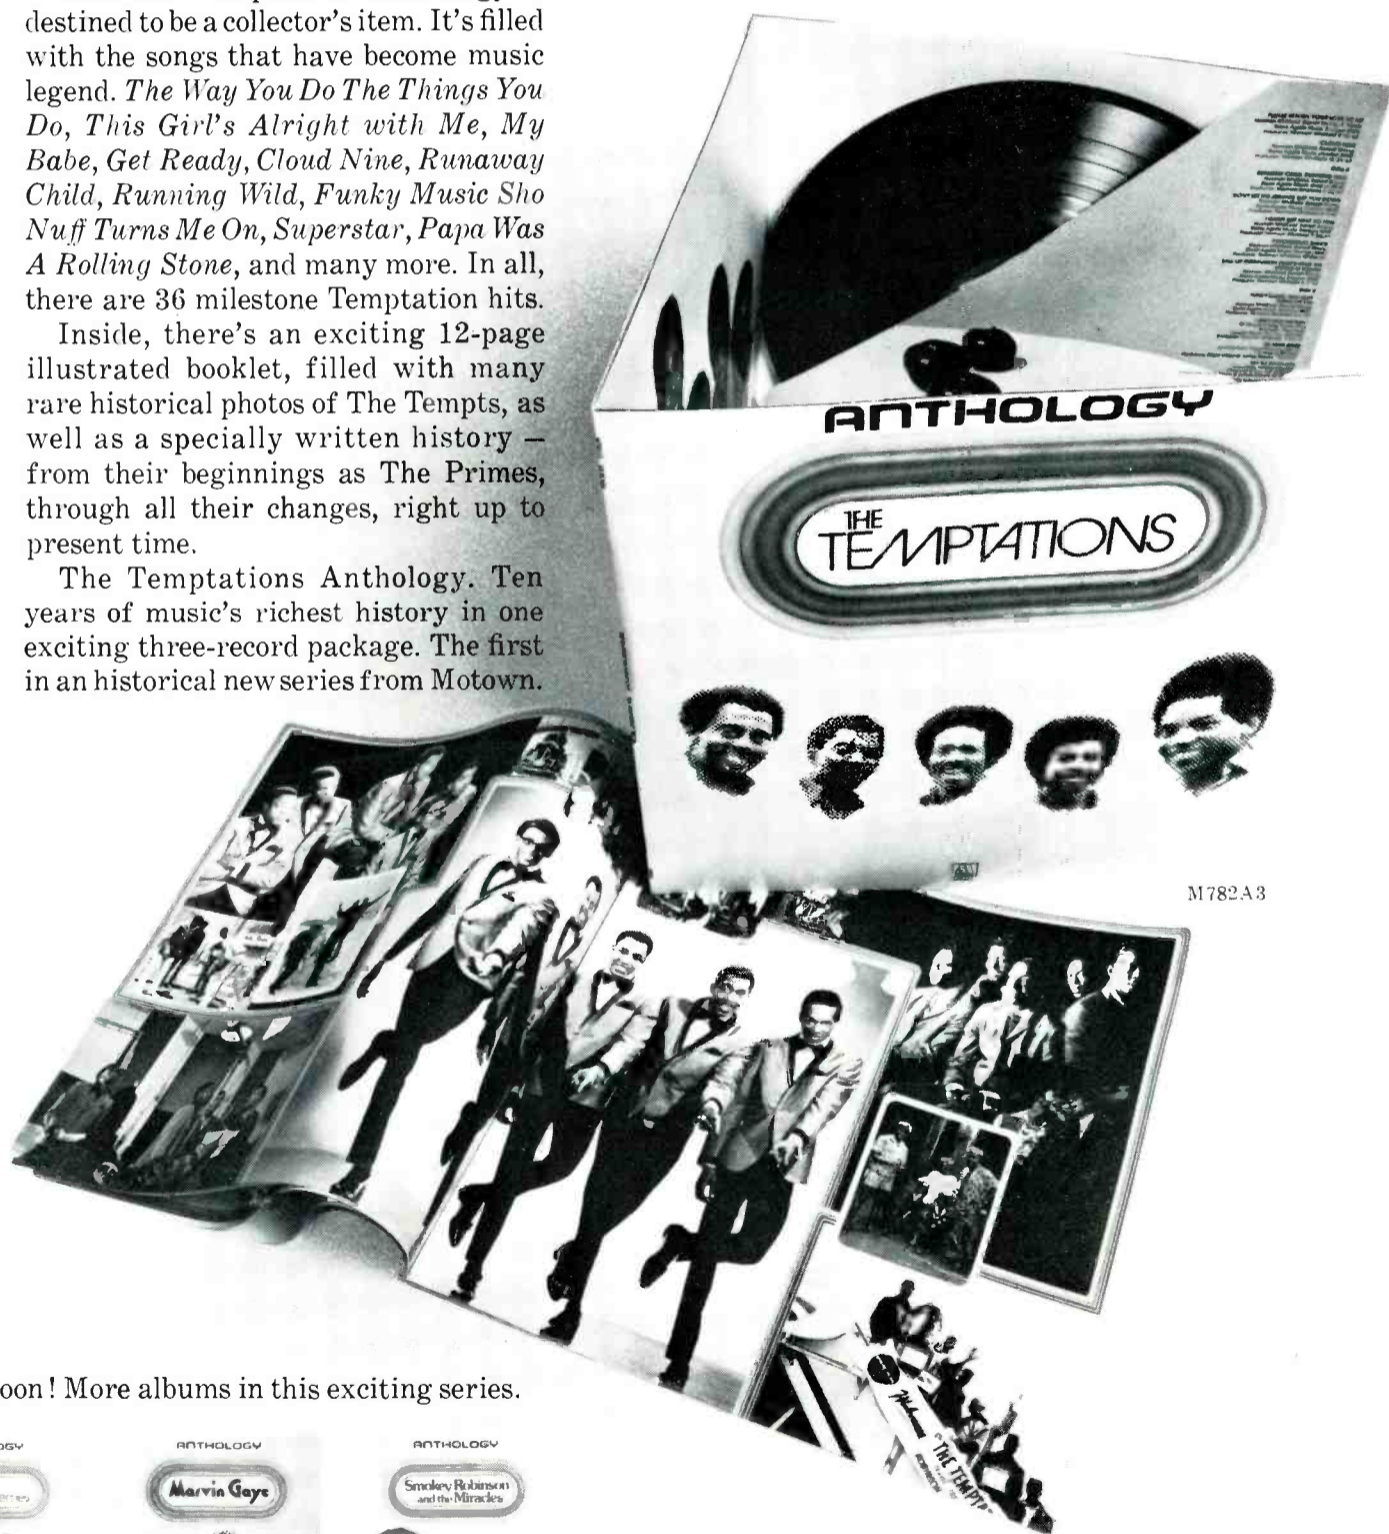 destined to be a collector's item. It's filled
with the songs that have become music
legend. The Way You Do The Things You
Do, This Girl's Alright with Me, My
Babe, Get Ready, Cloud Nine, Runaway
Child, Running Wild, Funky Music Sho
Nuff Turns Me On, Superstar, Papa Was
A Rolling Stone, and many more. In all,
there are 36 milestone Temptation hits.
Inside, there's an exciting 12-page
illustrated booklet, filled with many
rare historical photos of The Tempts, as
well as a specially written history —
from their beginnings as The Primes,
through all their changes, right up to
present time.
The Temptations Anthology. Ten
years of music's richest history in one
exciting three-record package. The first
in an historical new series from Motown.
ANTHOLOGY
THE
TEMPTATIONS
M782A3
THE TEMPTA
oon! More albums in this exciting series.
OGY
ANTHOLOGY
Marvin Gaye
ANTHOLOGY
Smokey Robinson
and the Miracles